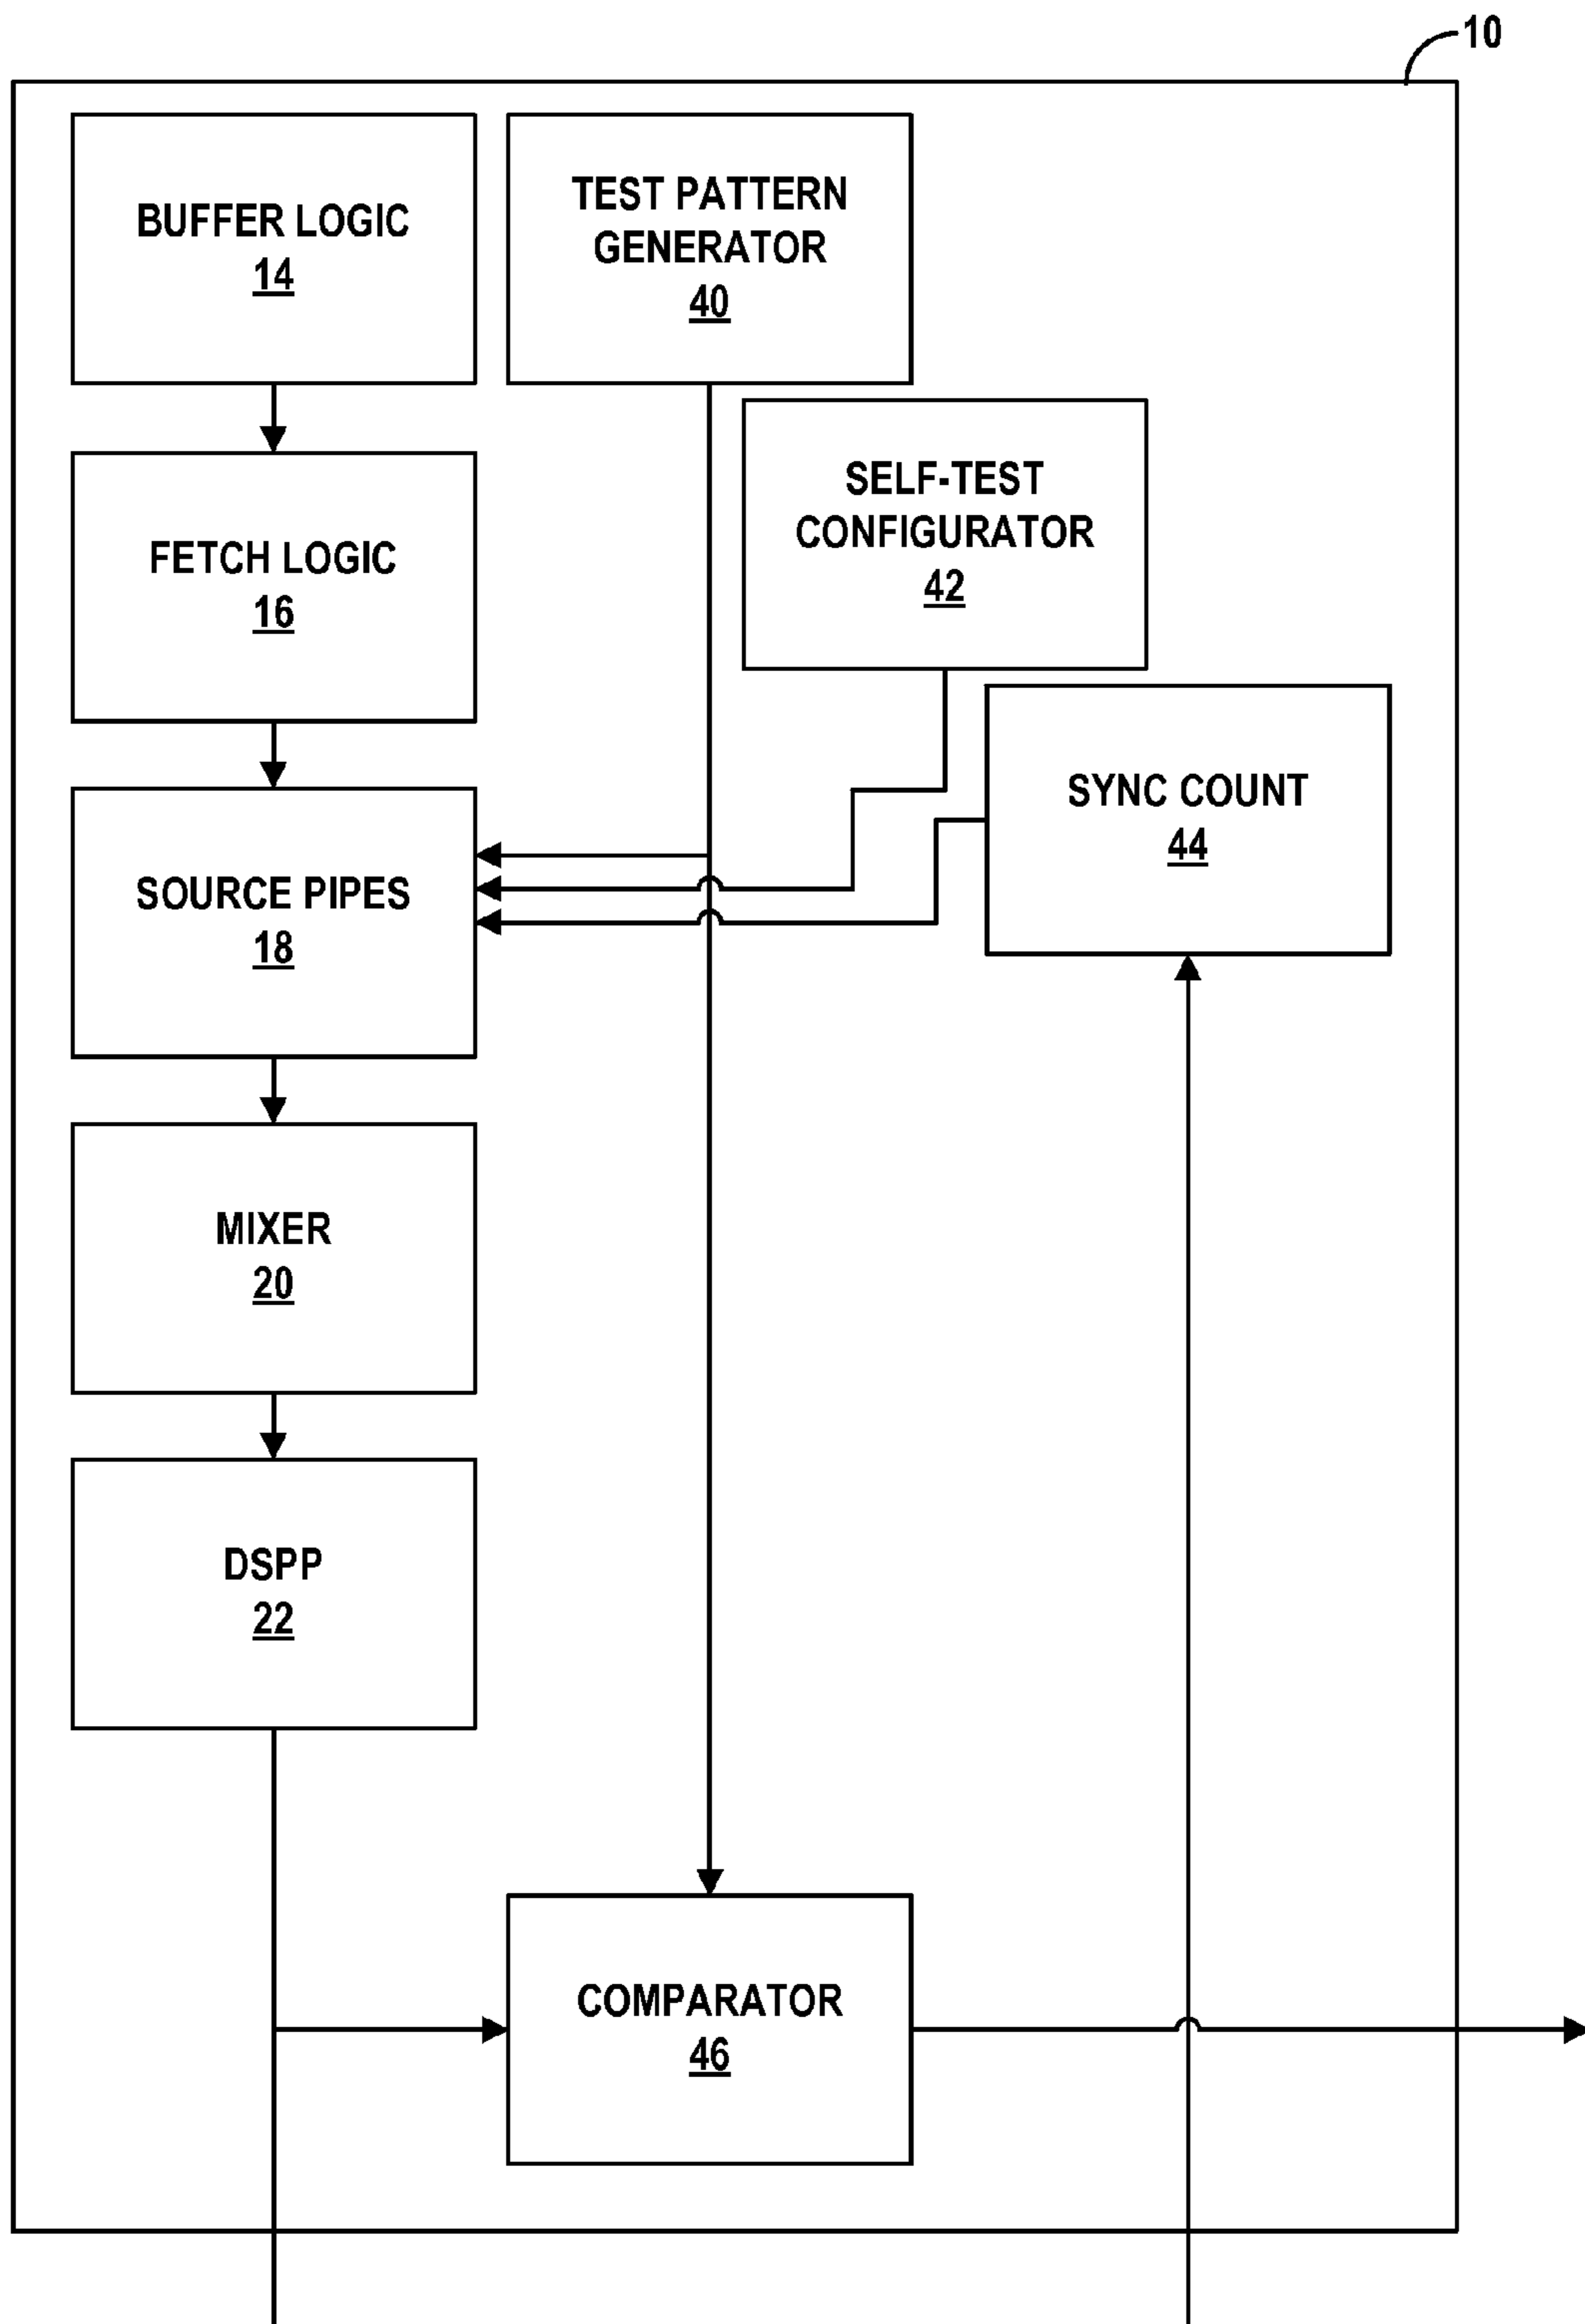 10
BUFFER LOGIC
14
TEST PATTERN
GENERATOR
40
SELF-TEST
CONFIGURATOR
42
FETCH LOGIC
16
SYNC COUNT
44
SOURCE PIPES
18
MIXER
20
DSPP
22
COMPARATOR
46